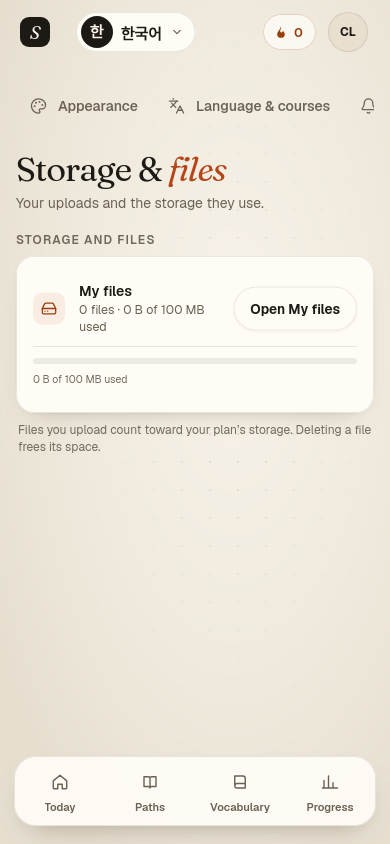 S
한 한국어
0
CL
Appearance
Language & courses
Storage & files
Your uploads and the storage they use.
STORAGE AND FILES
My files
0 files · 0 B of 100 MB
used
Open My files
0 B of 100 MB used
Files you upload count toward your plan's storage. Deleting a file
frees its space.
Today
Paths
Vocabulary
Progress